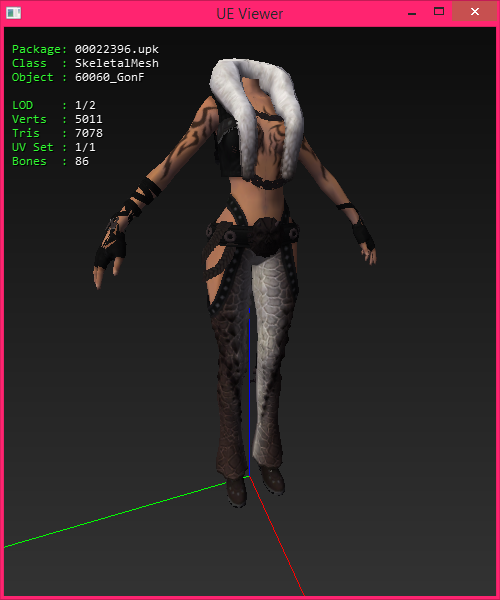 UE Viewer
Package: 00022396.upk
Class : SkeletalMesh
Object : 60060_GonF
LOD : 1/2
Verts : 5011
Tris : 7078
UV Set : 1/1
Bones : 86